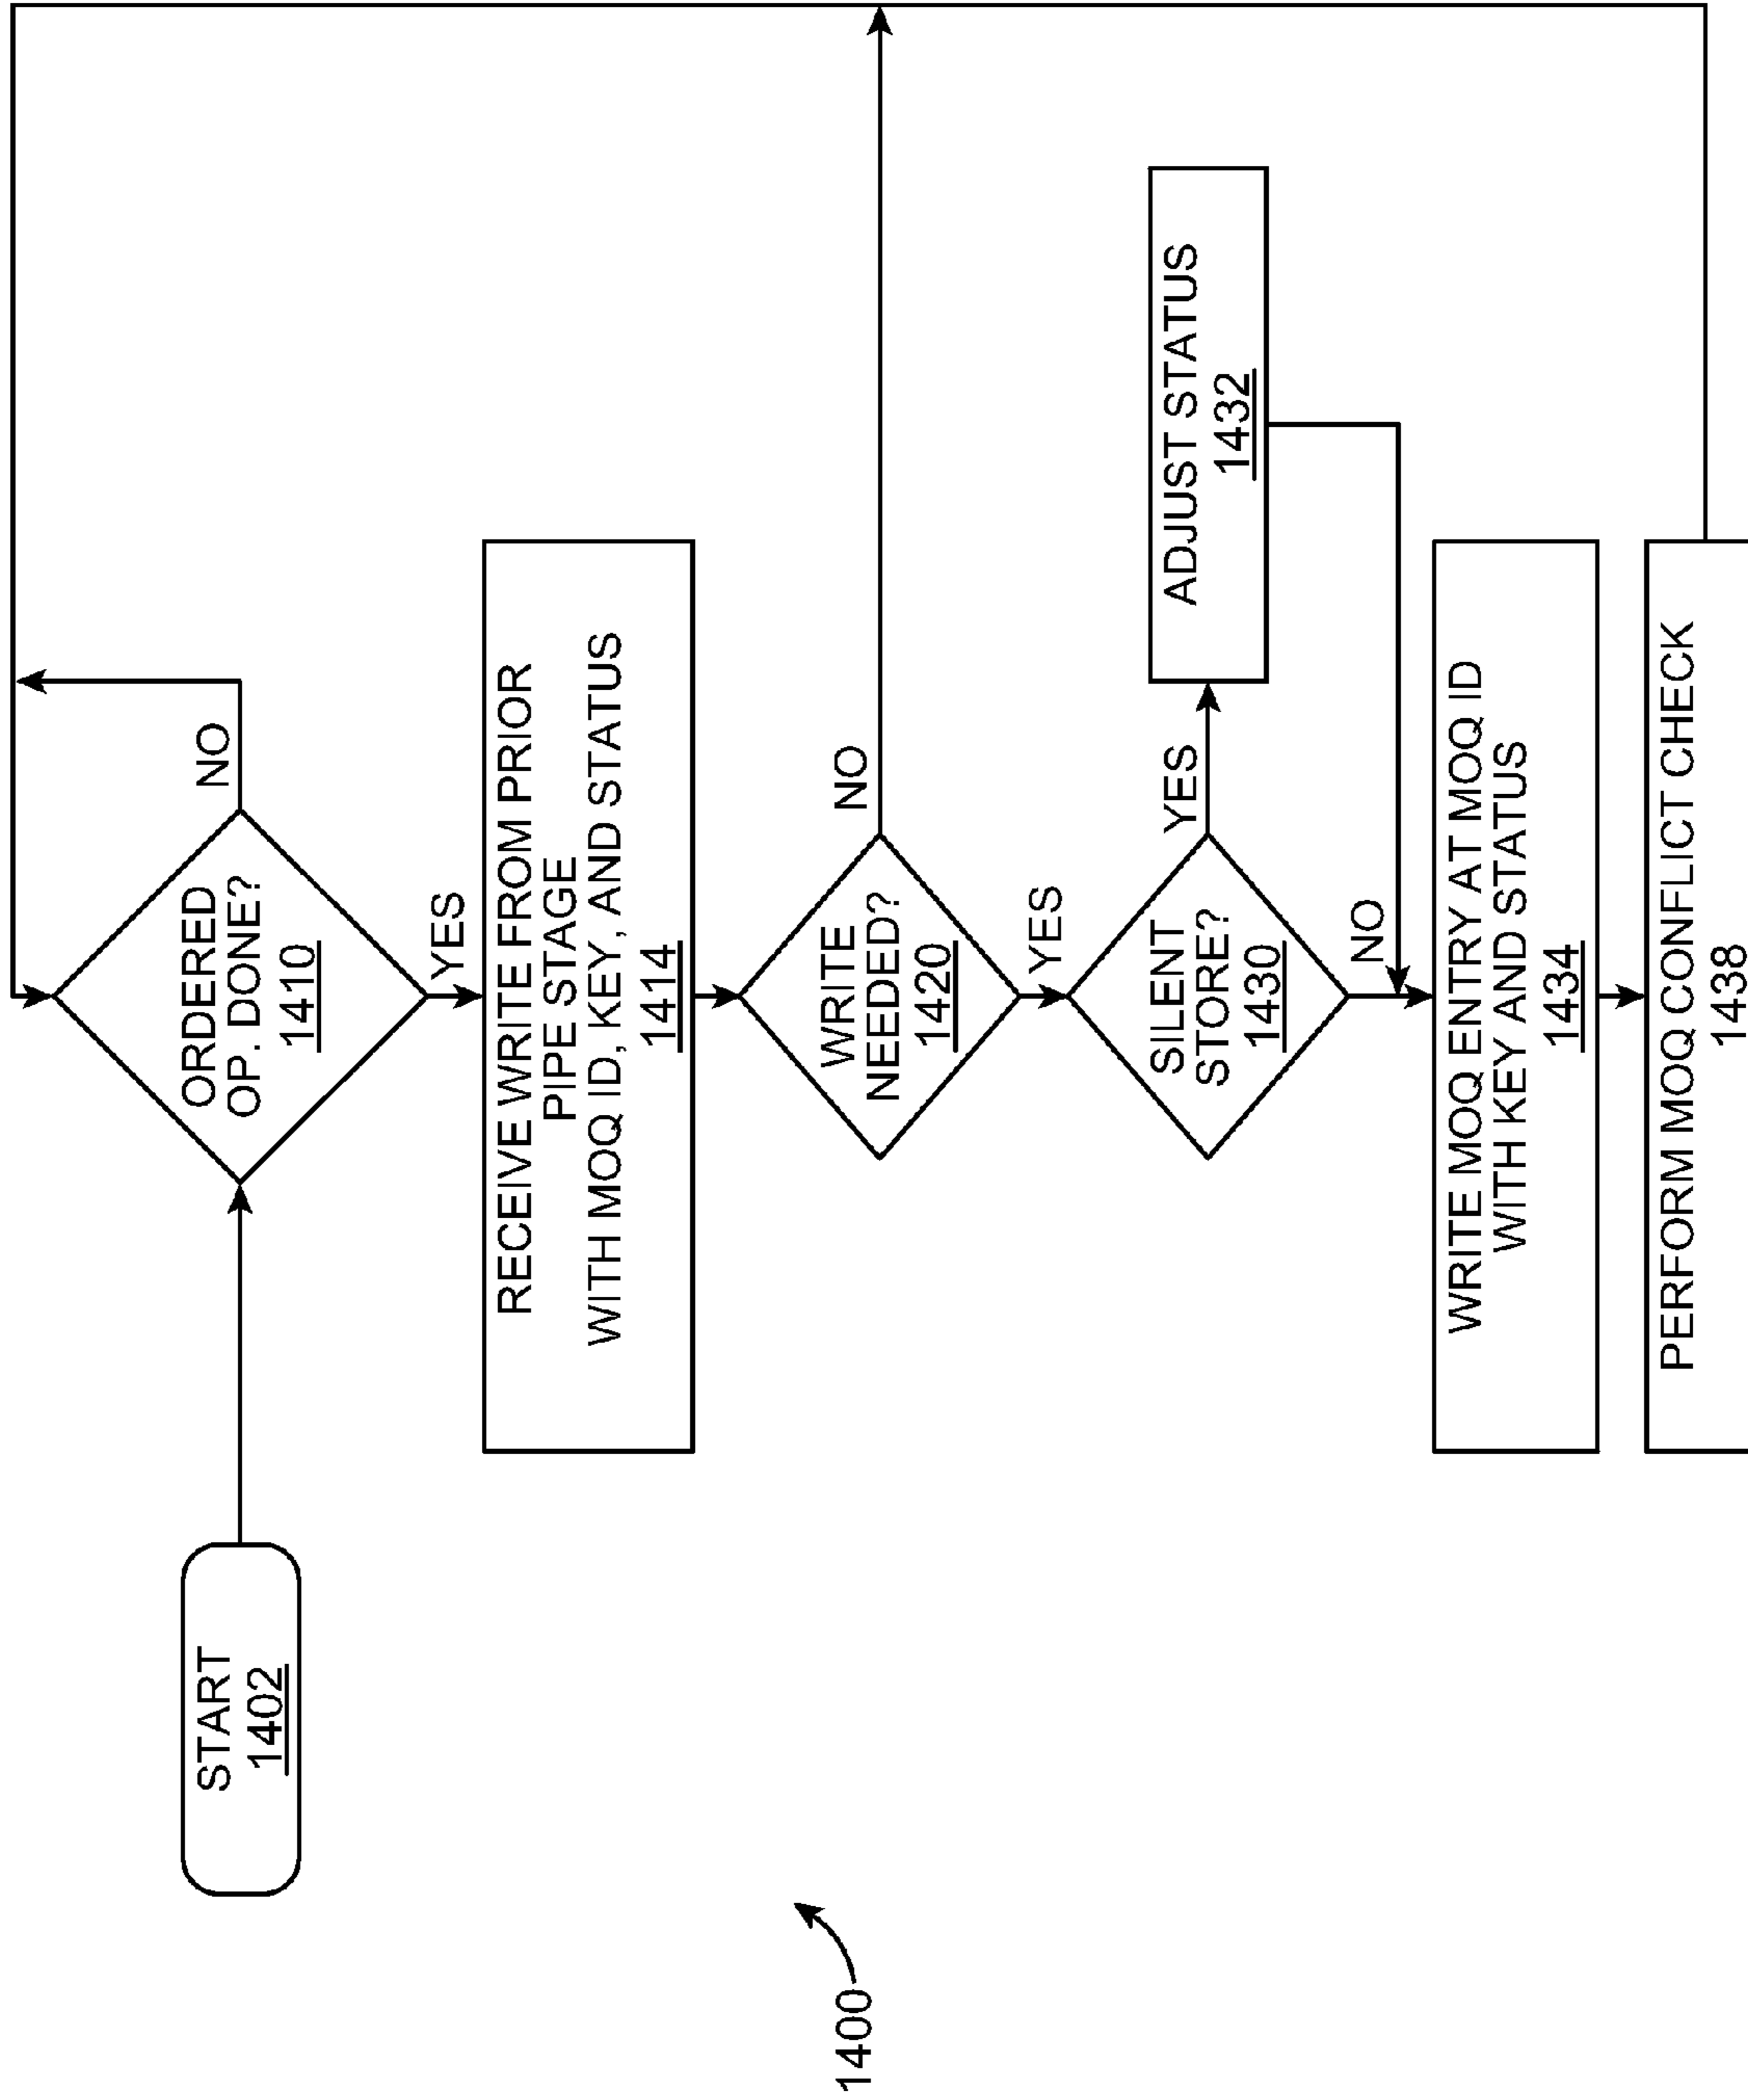 START
1402
ORDERED
OP. DONE?
1410
NO
YES
RECEIVE WRITE FROM PRIOR
PIPE STAGE
WITH MOQ ID, KEY, AND STATUS
1414
WRITE
NEEDED?
1420
NO
YES
SILENT
STORE?
1430
YES
NO
ADJUST STATUS
1432
WRITE MOQ ENTRY AT MOQ ID
WITH KEY AND STATUS
1434
PERFORM MOQ CONFLICT CHECK
1438
1400